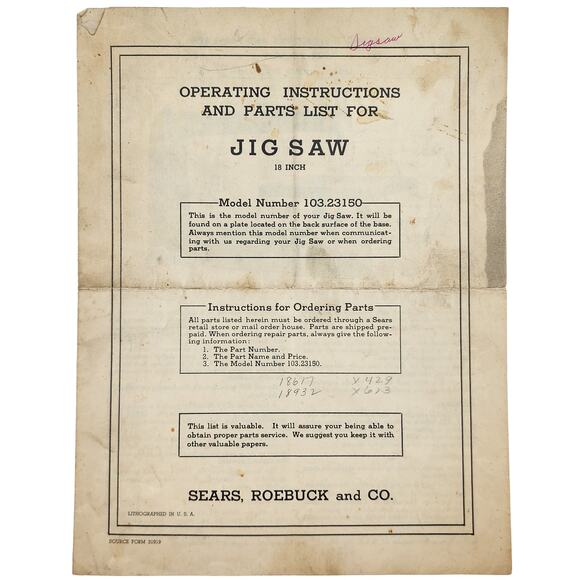 Jigsaw
OPERATING INSTRUCTIONS
AND PARTS LIST FOR
JIG SAW
18 INCH
Model Number 103.23150
This is the model number of your Jig Saw. It will be
found on a plate located on the back surface of the base.
Always mention this model number when communicat-
ing with us regarding your Jig Saw or when ordering
parts.
Instructions for Ordering Parts
All parts listed herein must be ordered through a Sears
retail store or mail order house. Parts are shipped pre-
paid. When ordering repair parts, always give the follow-
ing information:
1. The Part Number.
2. The Part Name and Price.
3. The Model Number 103.23150.
18617 X429
18932 X623
This list is valuable. It will assure your being able to
obtain proper parts service. We suggest you keep it with
other valuable papers.
SEARS, ROEBUCK and CO.
LITHOGRAPHED IN U. S. A.
SOURCE FORM